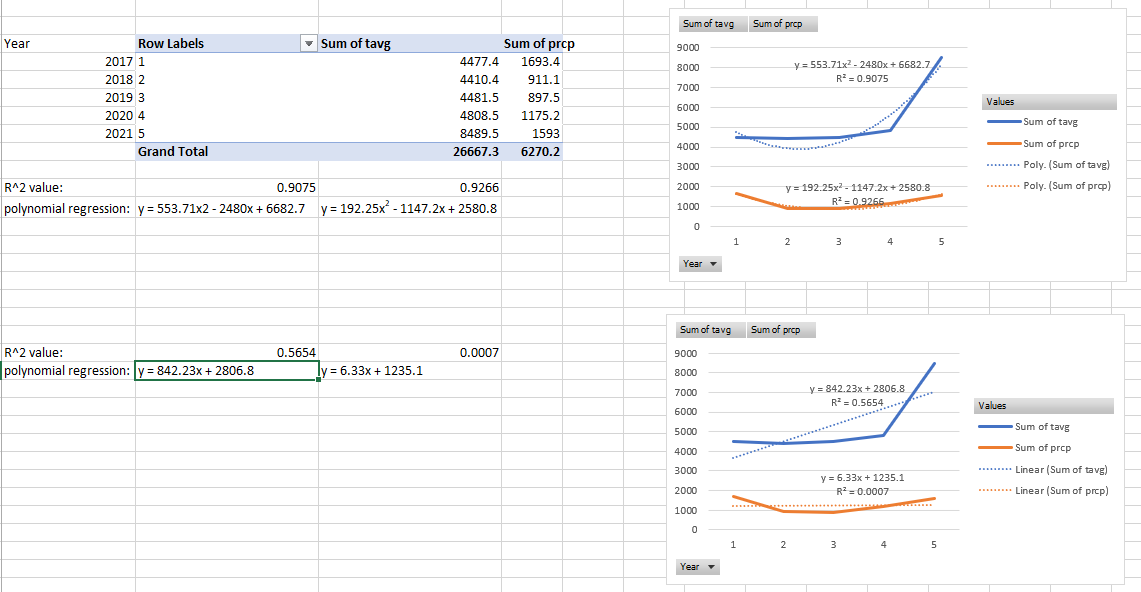 Year Row Labels Sum of tavg Sum of prcp
2017 1 4477.4 1693.4
2018 2 4410.4 911.1
2019 3 4481.5 897.5
2020 4 4808.5 1175.2
2021 5 8489.5 1593
Grand Total 26667.3 6270.2
R^2 value: 0.9075 0.9266
polynomial regression: y = 553.71x2 - 2480x + 6682.7 y = 192.25x² - 1147.2x + 2580.8
R^2 value: 0.5654 0.0007
polynomial regression: y = 842.23x + 2806.8 y = 6.33x + 1235.1
Sum of tavg Sum of prcp
9000
8000
7000
6000
5000
4000
3000
2000
1000
0
y = 553.71x² - 2480x + 6682.7
R² = 0.9075
y = 192.25x² - 1147.2x + 2580.8
R² = 0.9266
1 2 3 4 5
Values
Sum of tavg
Sum of prcp
Poly. (Sum of tavg)
Poly. (Sum of prcp)
Year
Sum of tavg Sum of prcp
9000
8000
7000
6000
5000
4000
3000
2000
1000
0
y = 842.23x + 2806.8
R² = 0.5654
y = 6.33x + 1235.1
R² = 0.0007
1 2 3 4 5
Values
Sum of tavg
Sum of prcp
Linear (Sum of tavg)
Linear (Sum of prcp)
Year